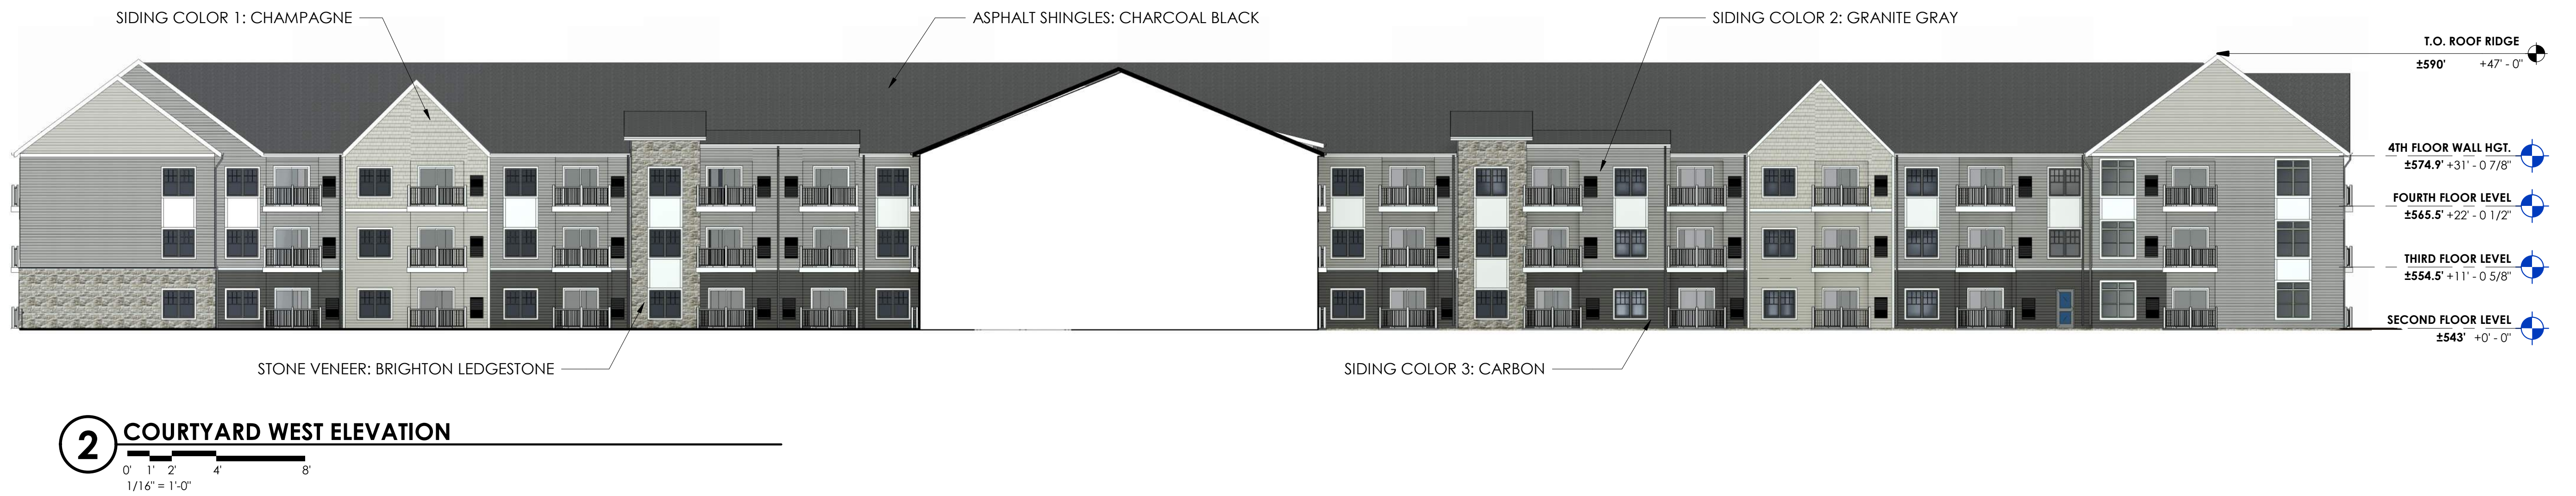 SIDING COLOR 1: CHAMPAGNE
ASPHALT SHINGLES: CHARCOAL BLACK
SIDING COLOR 2: GRANITE GRAY
T.O. ROOF RIDGE
±590' +47' - 0"
4TH FLOOR WALL HGT.
±574.9' +31' - 0 7/8"
FOURTH FLOOR LEVEL
±565.5' +22' - 0 1/2"
THIRD FLOOR LEVEL
±554.5' +11' - 0 5/8"
SECOND FLOOR LEVEL
±543' +0' - 0"
STONE VENEER: BRIGHTON LEDGESTONE
SIDING COLOR 3: CARBON
2 COURTYARD WEST ELEVATION
0' 1' 2' 4' 8'
1/16" = 1'-0"